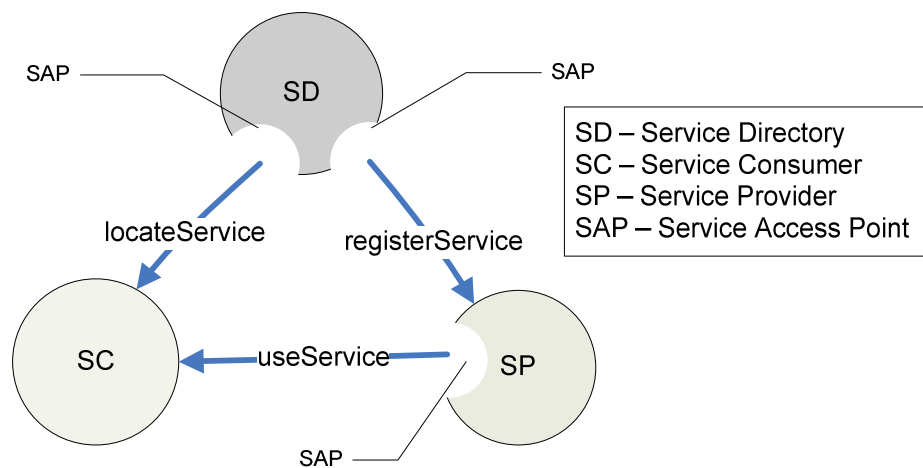 SAP
SD
SAP
SD – Service Directory
SC – Service Consumer
SP – Service Provider
SAP – Service Access Point
locateService
registerService
SC
useService
SP
SAP